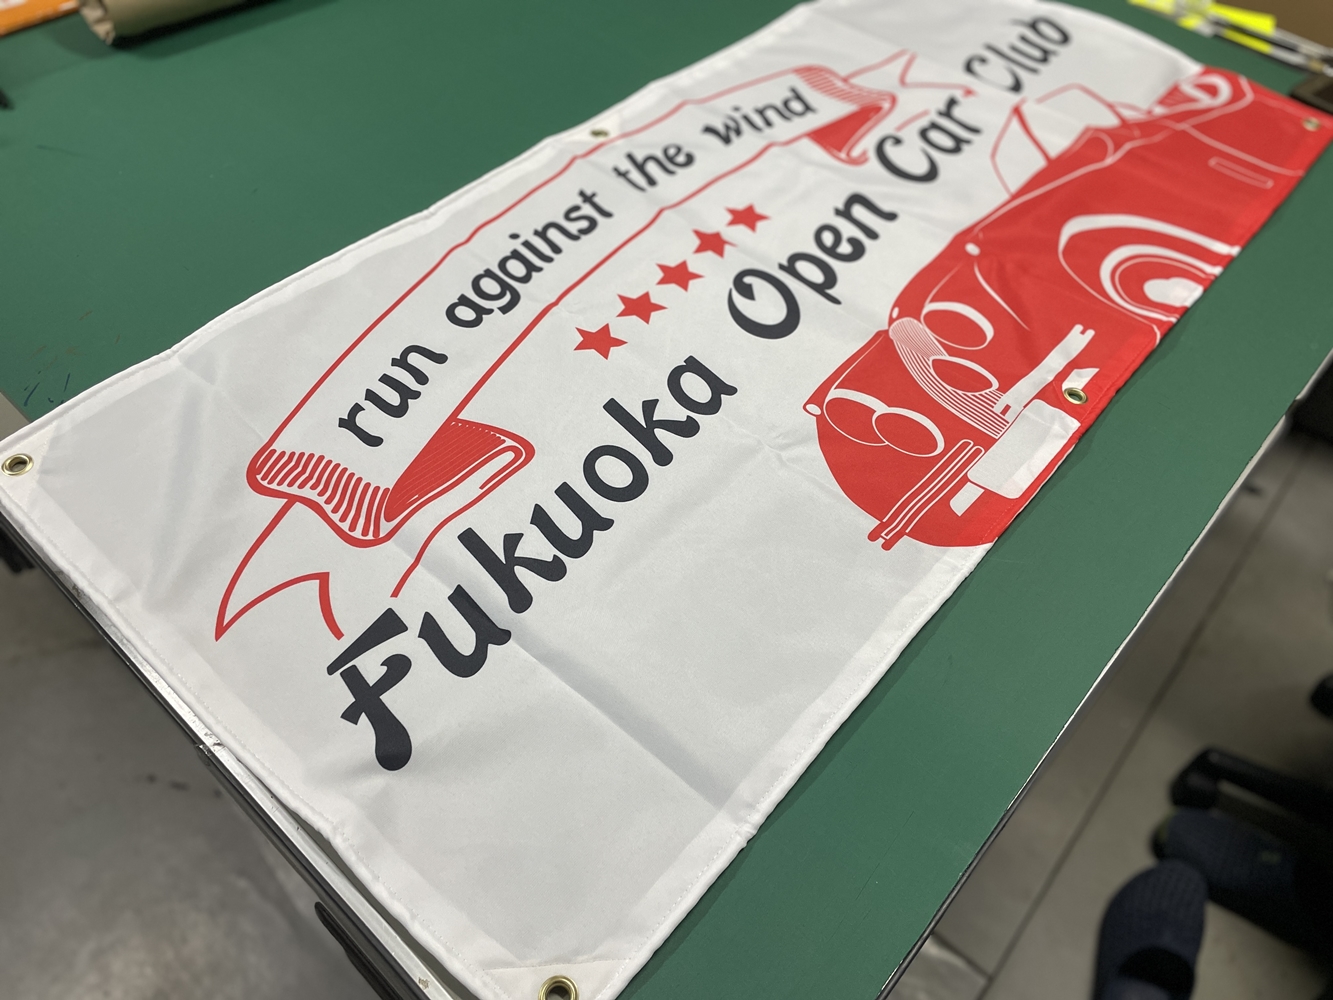 run against the wind
Fukuoka Open Car Club